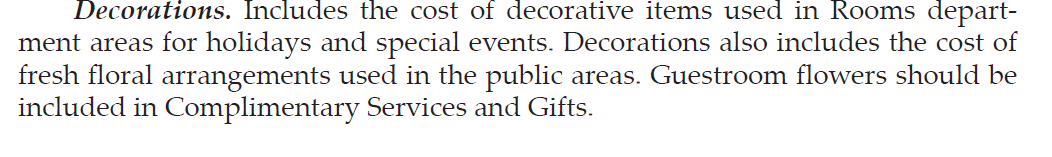 Decorations. Includes the cost of decorative items used in Rooms depart-
ment areas for holidays and special events. Decorations also includes the cost of
fresh floral arrangements used in the public areas. Guestroom flowers should be
included in Complimentary Services and Gifts.